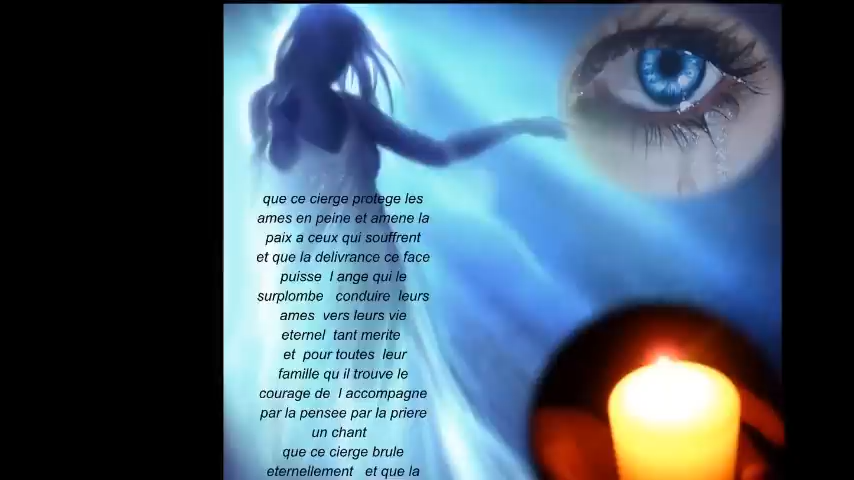 que ce cierge protege les
ames en peine et amene la
paix a ceux qui souffrent
et que la delivrance ce face
puisse l ange qui le
surplombe conduire leurs
ames vers leurs vie
eternel tant merite
et pour toutes leur
famille qu il trouve le
courage de l accompagne
par la pensee par la priere
un chant
que ce cierge brule
eternellement et que la